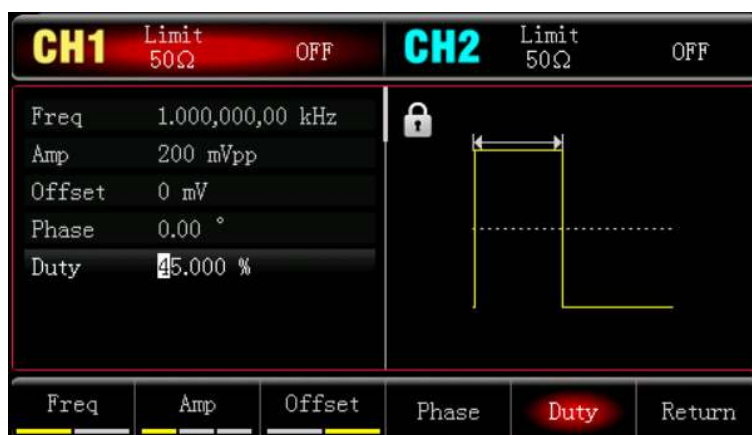 CH1 Limit 50Ω OFF
CH2 Limit 50Ω OFF
Freq 1.000,000,00 kHz
Amp 200 mVpp
Offset 0 mV
Phase 0.00 °
Duty 45.000 %
Freq Amp Offset Phase Duty Return